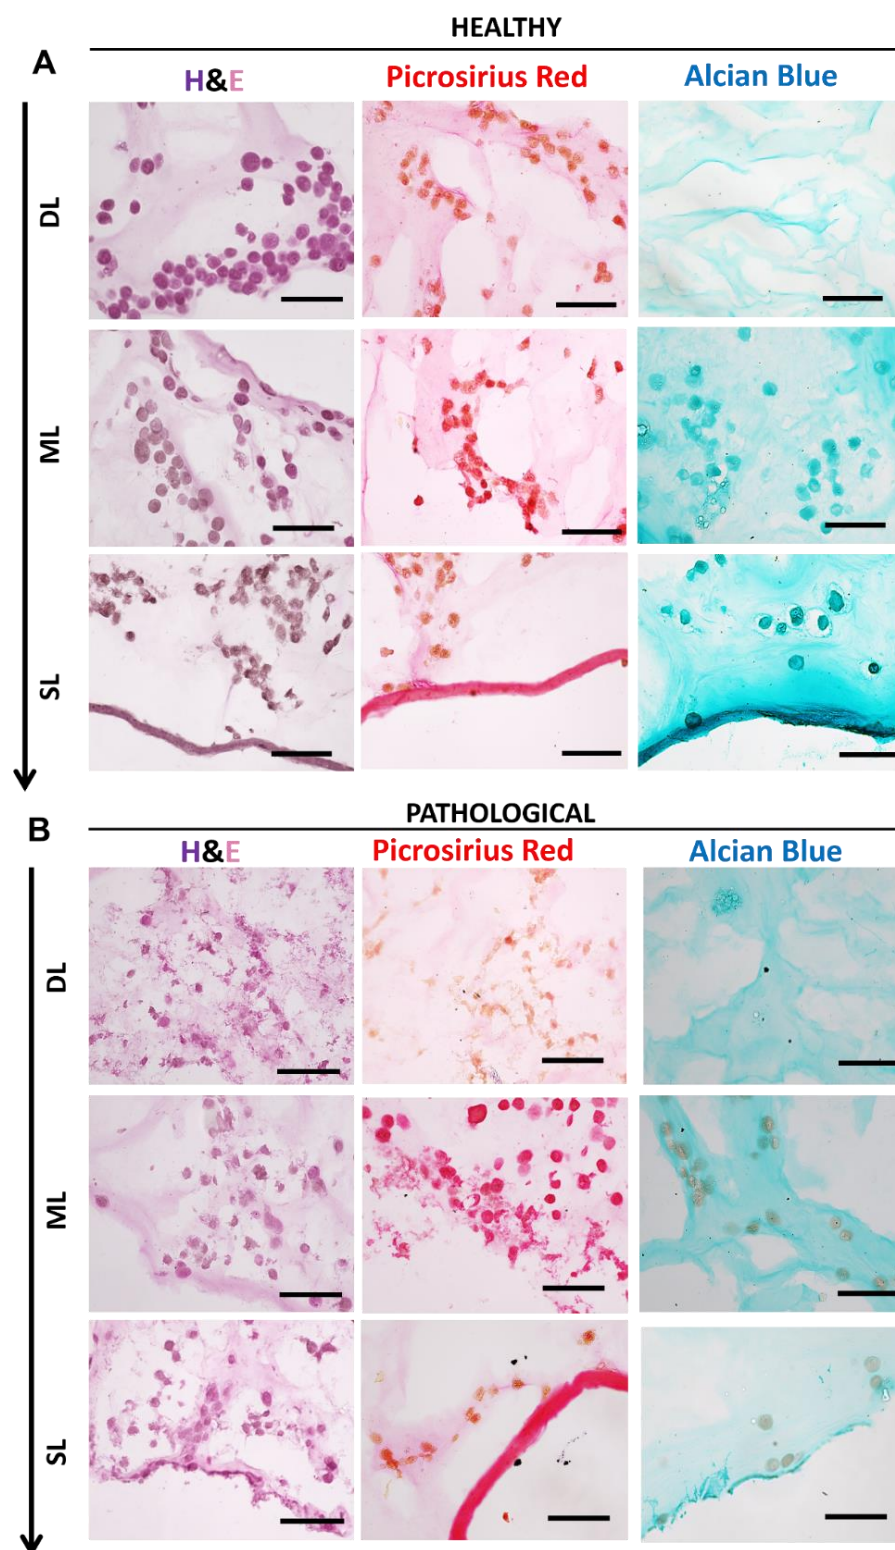 HEALTHY
A
H&E Picrosirius Red Alcian Blue
DL
ML
SL
PATHOLOGICAL
B
H&E Picrosirius Red Alcian Blue
DL
ML
SL